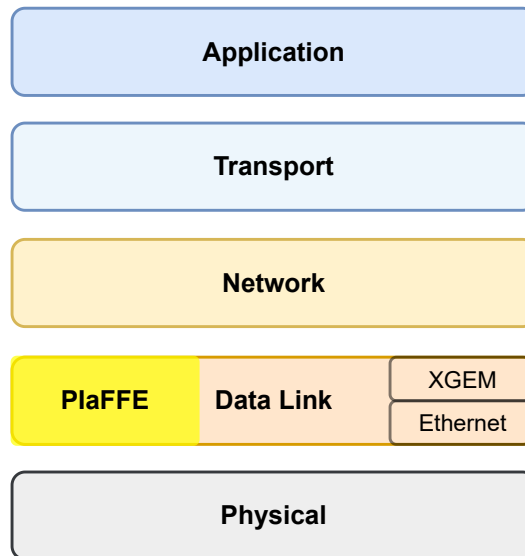 Application
Transport
Network
PlaFFE Data Link XGEM
Ethernet
Physical